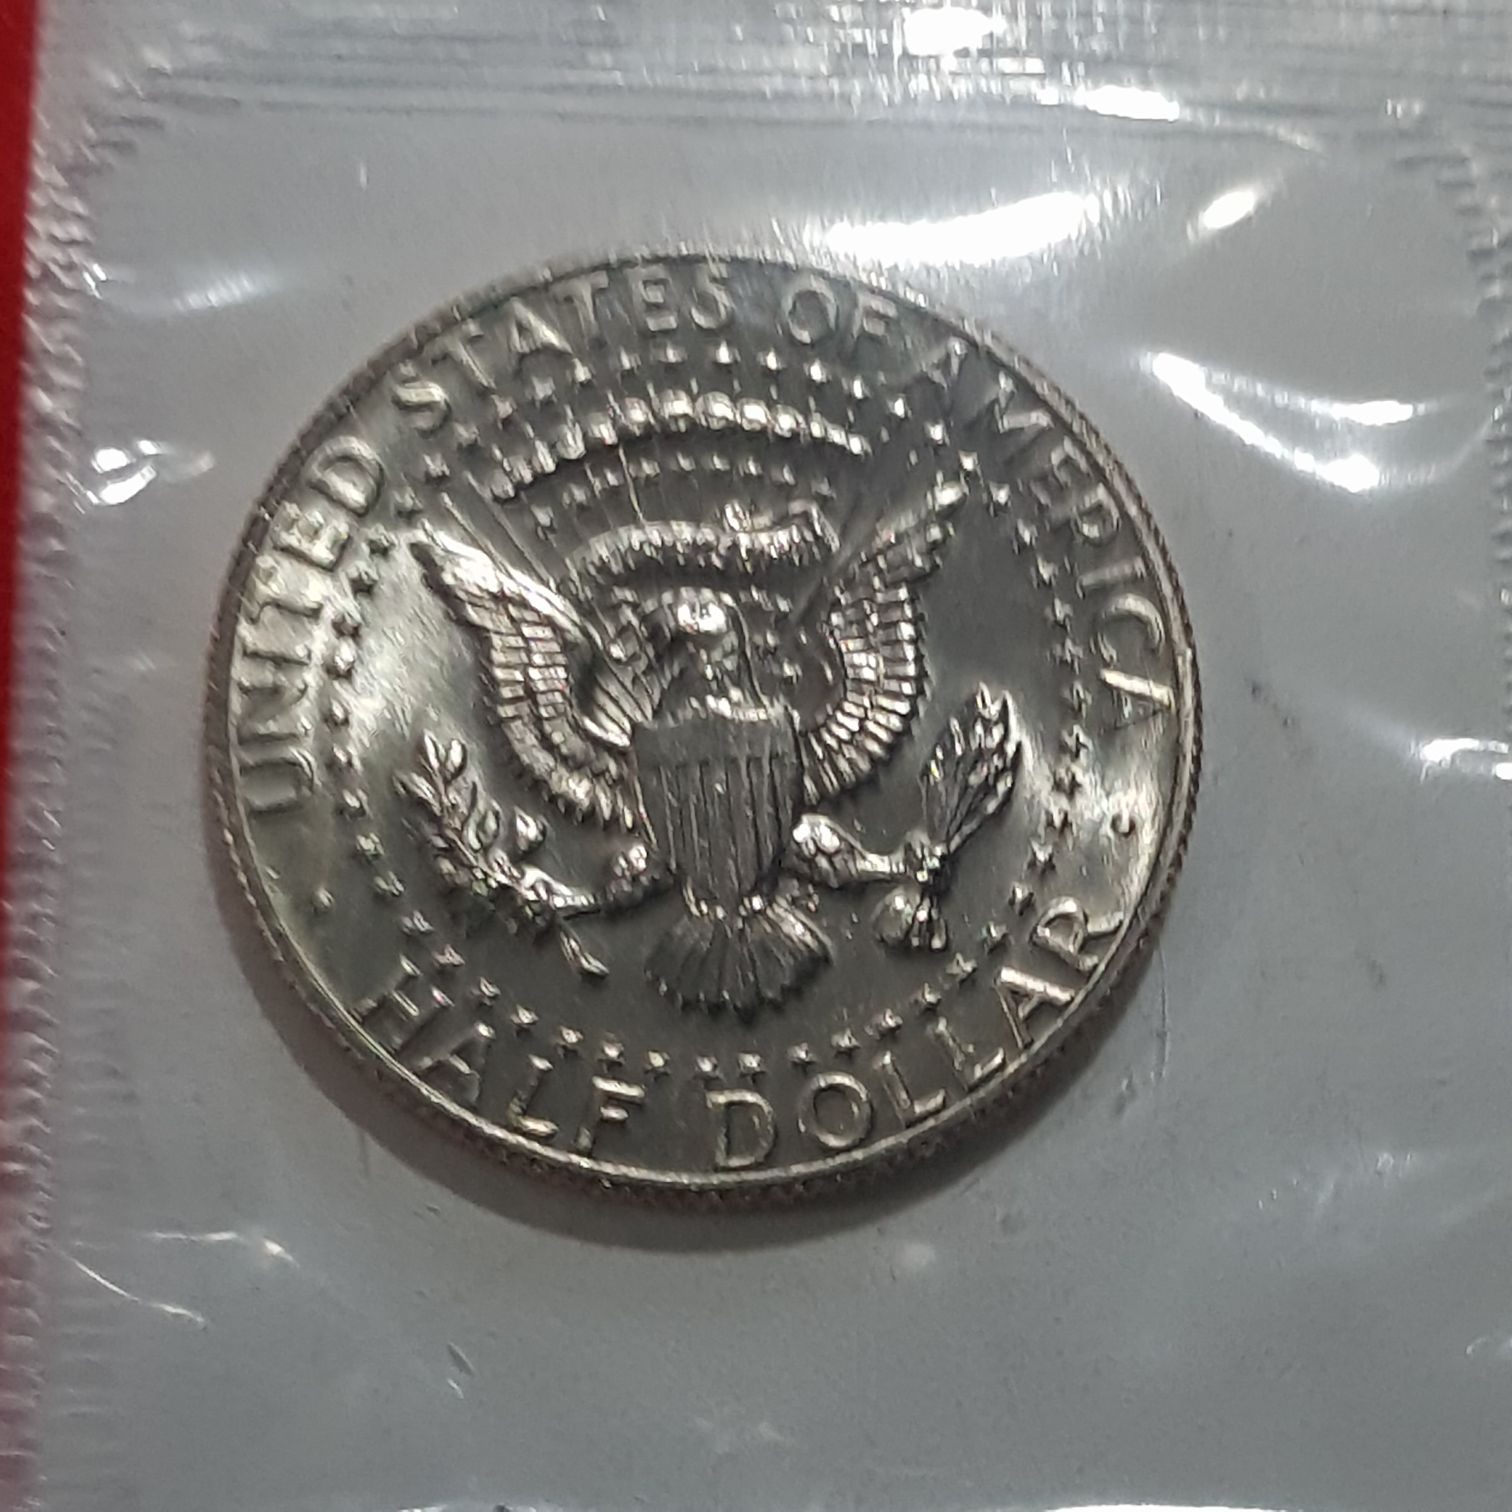 UNITED STATES OF AMERICA
HALF DOLLAR